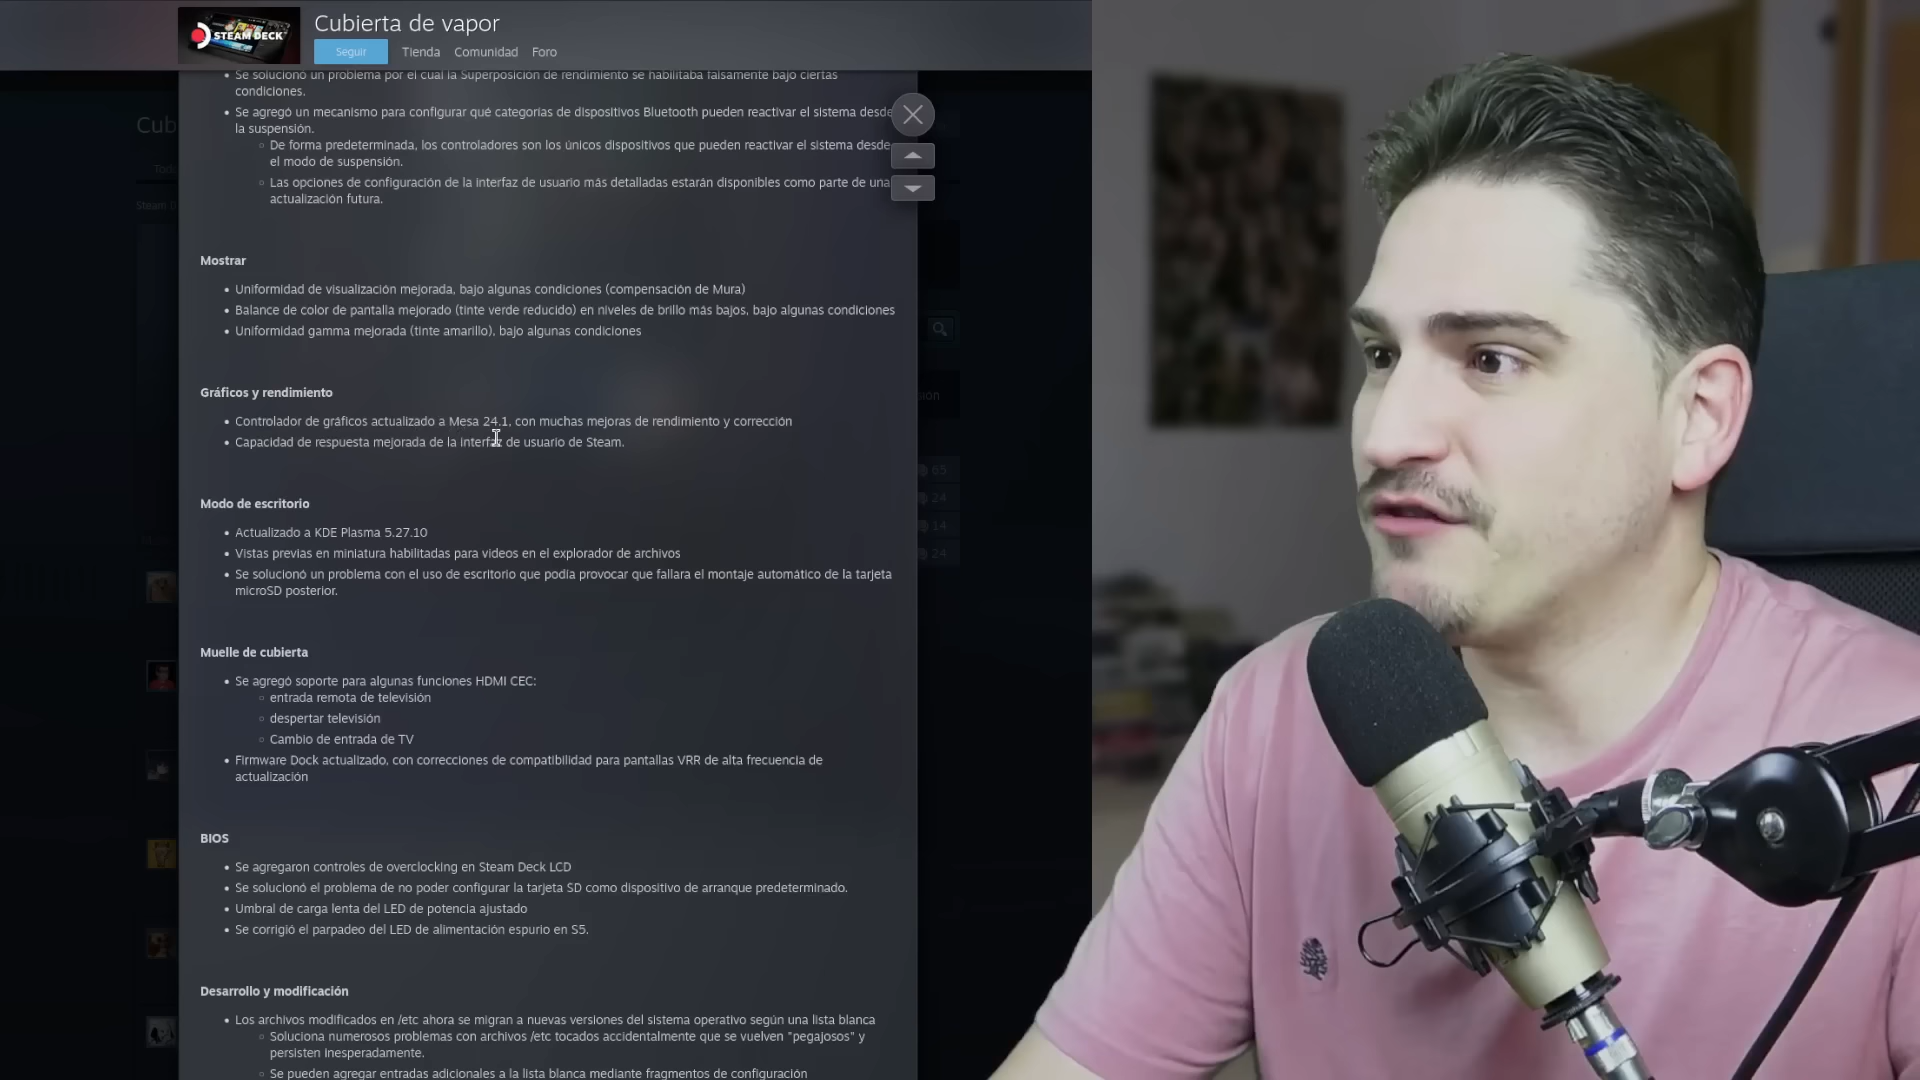 STEAM DECK
Cubierta de vapor
Seguir
Tienda
Comunidad
Foro
Se solucionó un problema por el cual la Superposición de rendimiento se habilitaba falsamente bajo ciertas
condiciones.
Se agregó un mecanismo para configurar qué categorías de dispositivos Bluetooth pueden reactivar el sistema desde
la suspensión.
De forma predeterminada, los controladores son los únicos dispositivos que pueden reactivar el sistema desde
el modo de suspensión.
Las opciones de configuración de la interfaz de usuario más detalladas estarán disponibles como parte de una
actualización futura.
Cub
Steam D
Mostrar
Uniformidad de visualización mejorada, bajo algunas condiciones (compensación de Mura)
Balance de color de pantalla mejorado (tinte verde reducido) en niveles de brillo más bajos, bajo algunas condiciones
Uniformidad gamma mejorada (tinte amarillo), bajo algunas condiciones
Gráficos y rendimiento
Controlador de gráficos actualizado a Mesa 24.1, con muchas mejoras de rendimiento y corrección
Capacidad de respuesta mejorada de la interfaz de usuario de Steam.
sión
65
24
14
24
Modo de escritorio
Actualizado a KDE Plasma 5.27.10
Vistas previas en miniatura habilitadas para videos en el explorador de archivos
Se solucionó un problema con el uso de escritorio que podía provocar que fallara el montaje automático de la tarjeta
microSD posterior.
Muelle de cubierta
Se agregó soporte para algunas funciones HDMI CEC:
entrada remota de televisión
despertar televisión
Cambio de entrada de TV
Firmware Dock actualizado, con correcciones de compatibilidad para pantallas VRR de alta frecuencia de
actualización
BIOS
Se agregaron controles de overclocking en Steam Deck LCD
Se solucionó el problema de no poder configurar la tarjeta SD como dispositivo de arranque predeterminado.
Umbral de carga lenta del LED de potencia ajustado
Se corrigió el parpadeo del LED de alimentación espurio en S5.
Desarrollo y modificación
Los archivos modificados en /etc ahora se migran a nuevas versiones del sistema operativo según una lista blanca
Soluciona numerosos problemas con archivos /etc tocados accidentalmente que se vuelven "pegajosos" y
persisten inesperadamente.
Se pueden agregar entradas adicionales a la lista blanca mediante fragmentos de configuración